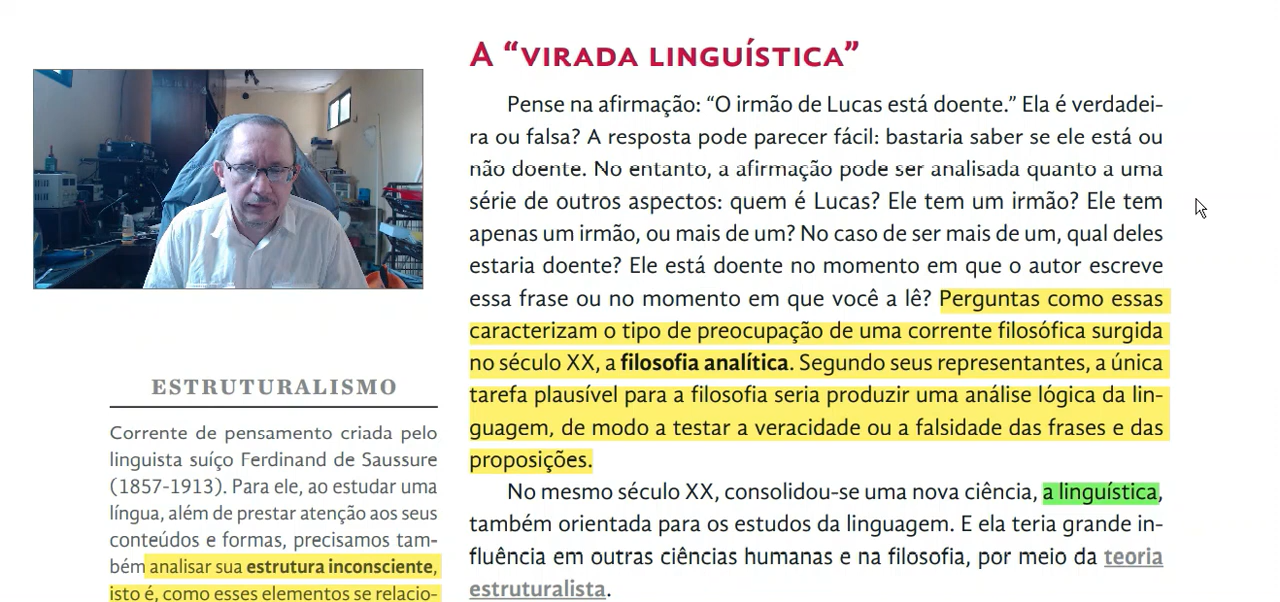 A “VIRADA LINGUÍSTICA”
Pense na afirmação: “O irmão de Lucas está doente.” Ela é verdadei-
ra ou falsa? A resposta pode parecer fácil: bastaria saber se ele está ou
não doente. No entanto, a afirmação pode ser analisada quanto a uma
série de outros aspectos: quem é Lucas? Ele tem um irmão? Ele tem
apenas um irmão, ou mais de um? No caso de ser mais de um, qual deles
estaria doente? Ele está doente no momento em que o autor escreve
essa frase ou no momento em que você a lê? Perguntas como essas
caracterizam o tipo de preocupação de uma corrente filosófica surgida
no século XX, a filosofia analítica. Segundo seus representantes, a única
tarefa plausível para a filosofia seria produzir uma análise lógica da lin-
guagem, de modo a testar a veracidade ou a falsidade das frases e das
proposições.
No mesmo século XX, consolidou-se uma nova ciência, a linguística,
também orientada para os estudos da linguagem. E ela teria grande in-
fluência em outras ciências humanas e na filosofia, por meio da teoria
estruturalista.
ESTRUTURALISMO
Corrente de pensamento criada pelo
linguista suíço Ferdinand de Saussure
(1857-1913). Para ele, ao estudar uma
língua, além de prestar atenção aos seus
conteúdos e formas, precisamos tam-
bém analisar sua estrutura inconsciente,
isto é, como esses elementos se relacio-